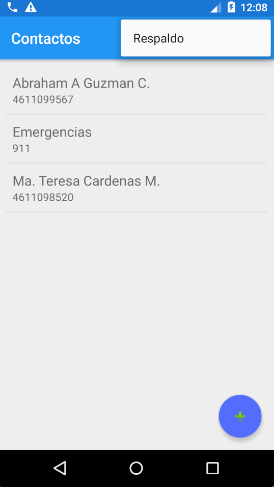 12:08
Contactos
Respaldo
Abraham A Guzman C.
4611099567
Emergencias
911
Ma. Teresa Cardenas M.
4611098520
+